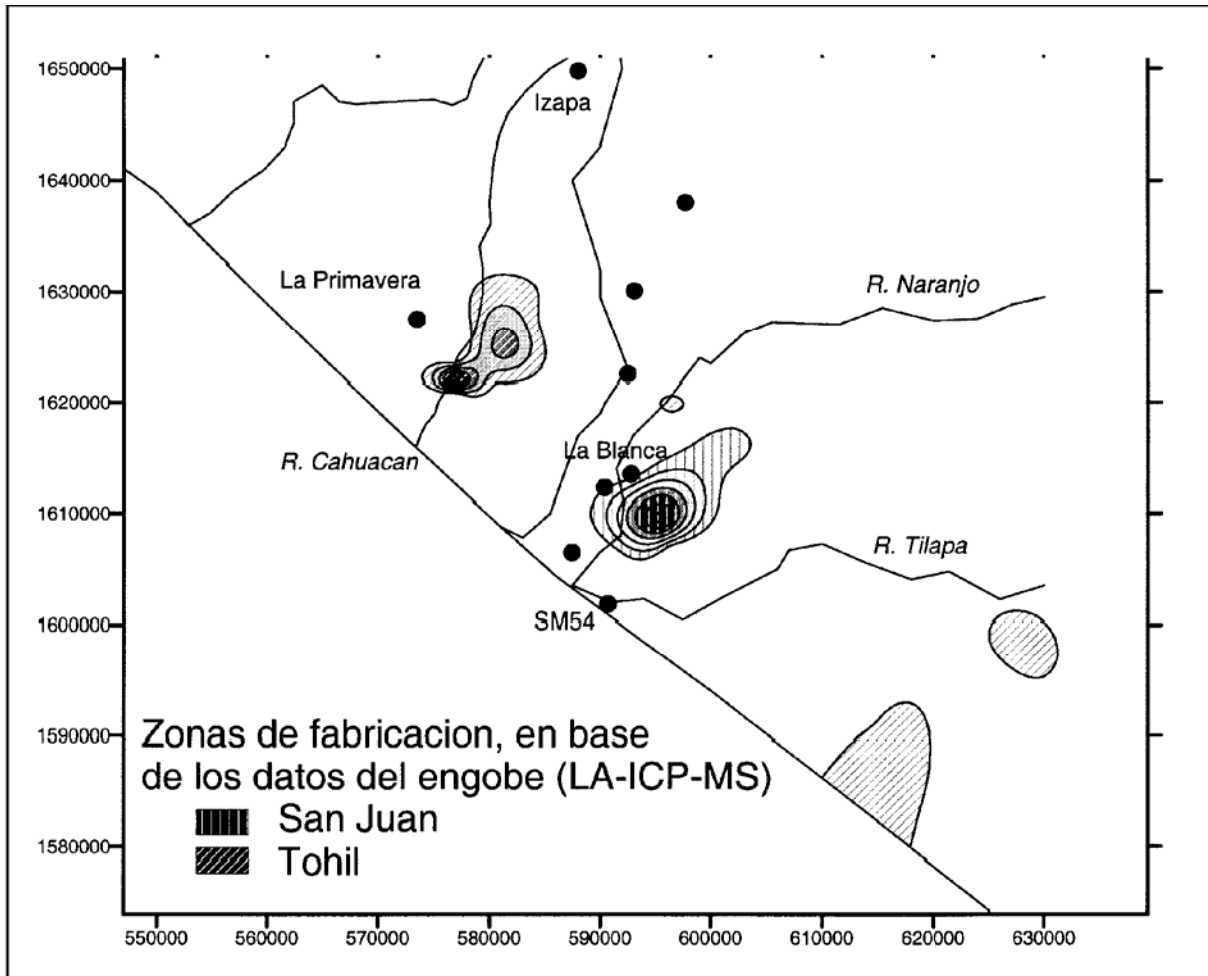 1650000
Izapa
1640000
La Primavera
R. Naranjo
1630000
1620000
R. Cahuacan
La Blanca
1610000
R. Tilapa
SM54
1600000
1590000
Zonas de fabricacion, en base
de los datos del engobe (LA-ICP-MS)
San Juan
Tohil
1580000
550000 560000 570000 580000 590000 600000 610000 620000 630000